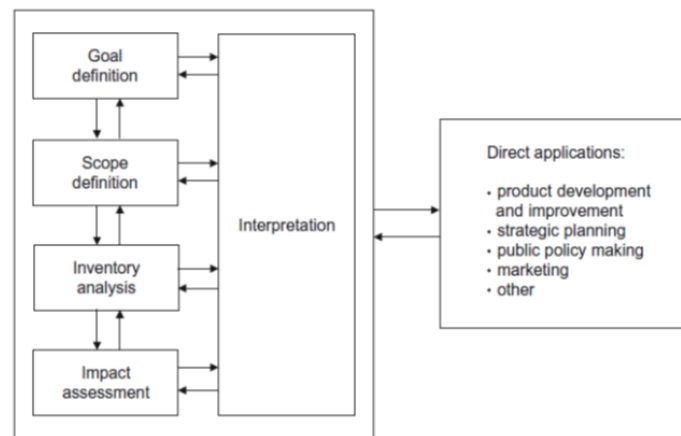 Goal
definition
Scope
definition
Inventory
analysis
Impact
assessment
Interpretation
Direct applications:
• product development
and improvement
• strategic planning
• public policy making
• marketing
• other